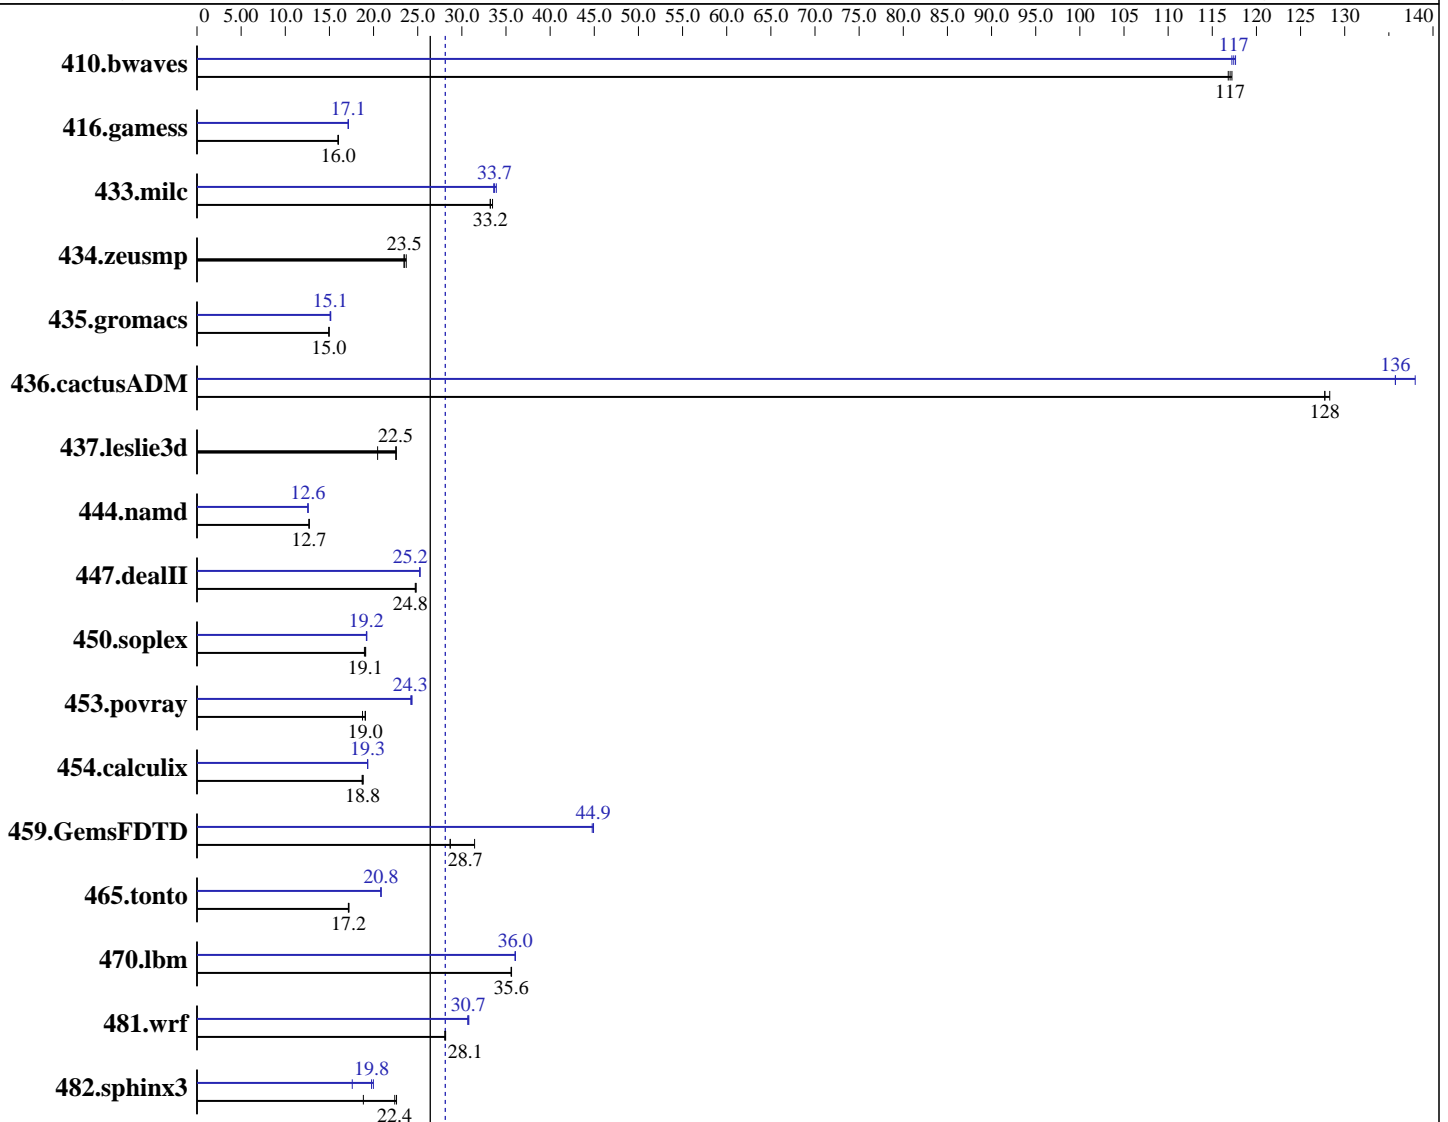 0 5.00 10.0 15.0 20.0 25.0 30.0 35.0 40.0 45.0 50.0 55.0 60.0 65.0 70.0 75.0 80.0 85.0 90.0 95.0 100 105 110 115 120 125 130 140
117
410.bwaves
117
17.1
416.gamess
16.0
33.7
433.milc
33.2
23.5
434.zeusmp
15.1
435.gromacs
15.0
136
436.cactusADM
128
22.5
437.leslie3d
12.6
444.namd
12.7
25.2
447.dealII
24.8
19.2
450.soplex
19.1
24.3
453.povray
19.0
19.3
454.calculix
18.8
44.9
459.GemsFDTD
28.7
20.8
465.tonto
17.2
36.0
470.lbm
35.6
30.7
481.wrf
28.1
19.8
482.sphinx3
22.4